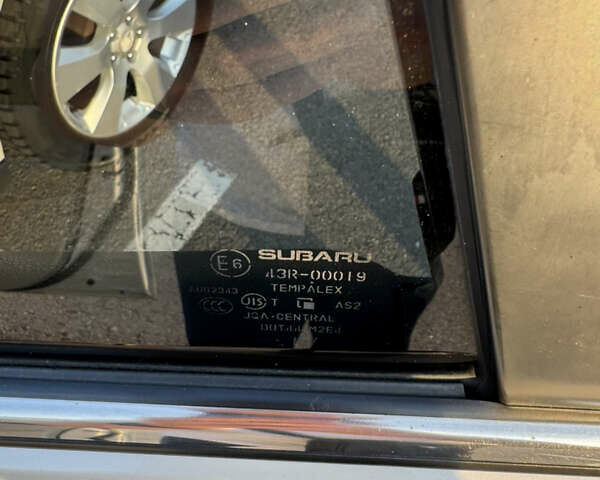 E6 SUBARU
43R-00019
TEMPALEX
CCC JIS T AS2
JQA-CENTRAL